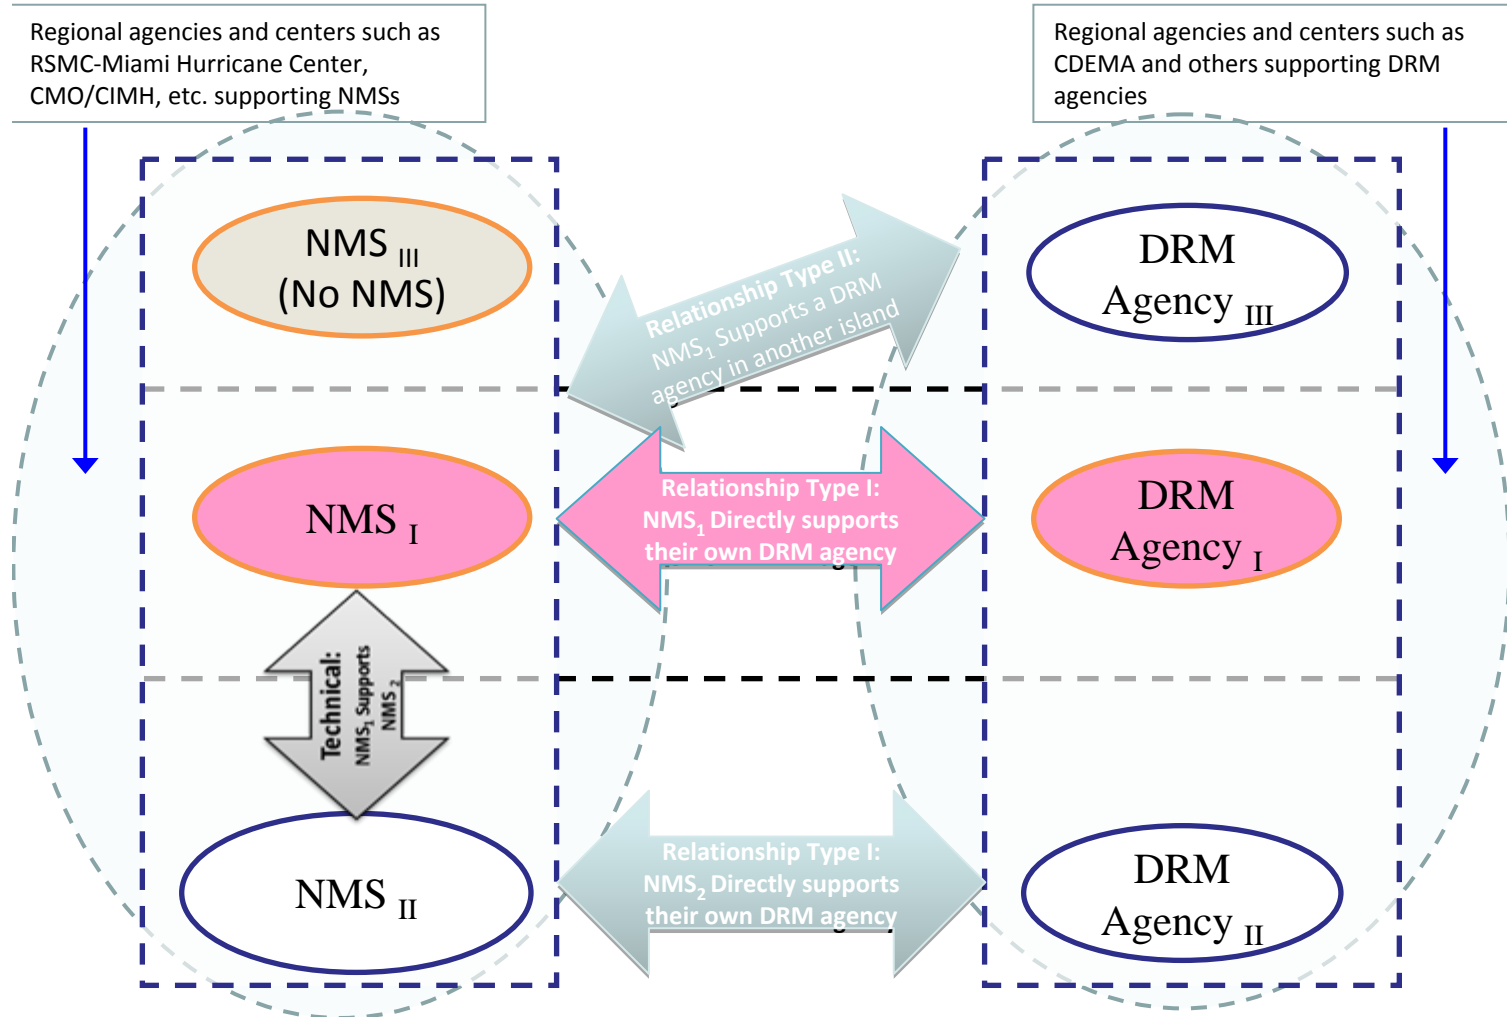 Regional agencies and centers such as
RSMC-Miami Hurricane Center,
CMO/CIMH, etc. supporting NMSs
Regional agencies and centers such as
CDEMA and others supporting DRM
agencies
NMS III
(No NMS)
Relationship Type II:
NMS1 Supports a DRM
agency in another island
DRM
Agency III
NMS I
Relationship Type I:
NMS1 Directly supports
their own DRM agency
DRM
Agency I
Technical:
NMS1 Supports
NMS 2
NMS II
Relationship Type I:
NMS2 Directly supports
their own DRM agency
DRM
Agency II